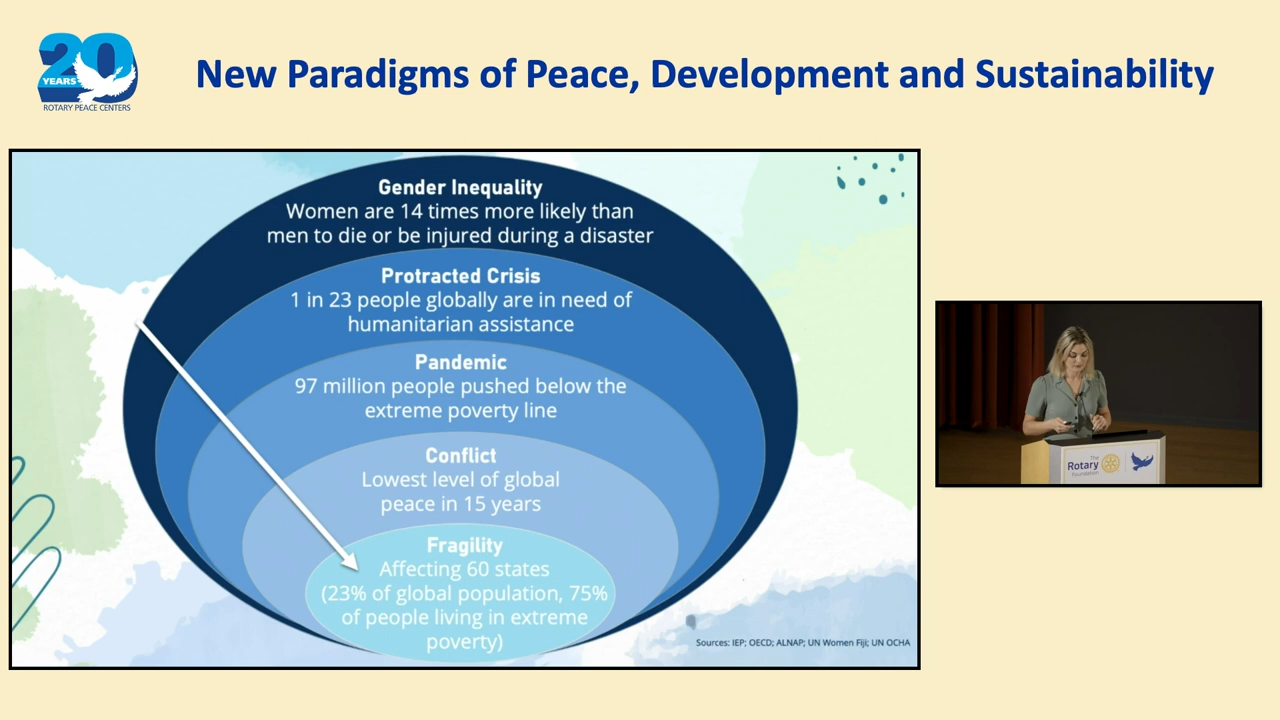 20
YEARS
ROTARY PEACE CENTERS
New Paradigms of Peace, Development and Sustainability
Gender Inequality
Women are 14 times more likely than
men to die or be injured during a disaster
Protracted Crisis
1 in 23 people globally are in need of
humanitarian assistance
Pandemic
97 million people pushed below the
extreme poverty line
Conflict
Lowest level of global
peace in 15 years
Fragility
Affecting 60 states
(23% of global population, 75%
of people living in extreme
poverty)
Sources: IEP; OECD; ALNAP; UN Women Fiji; UN OCHA
The
Rotary
Foundation